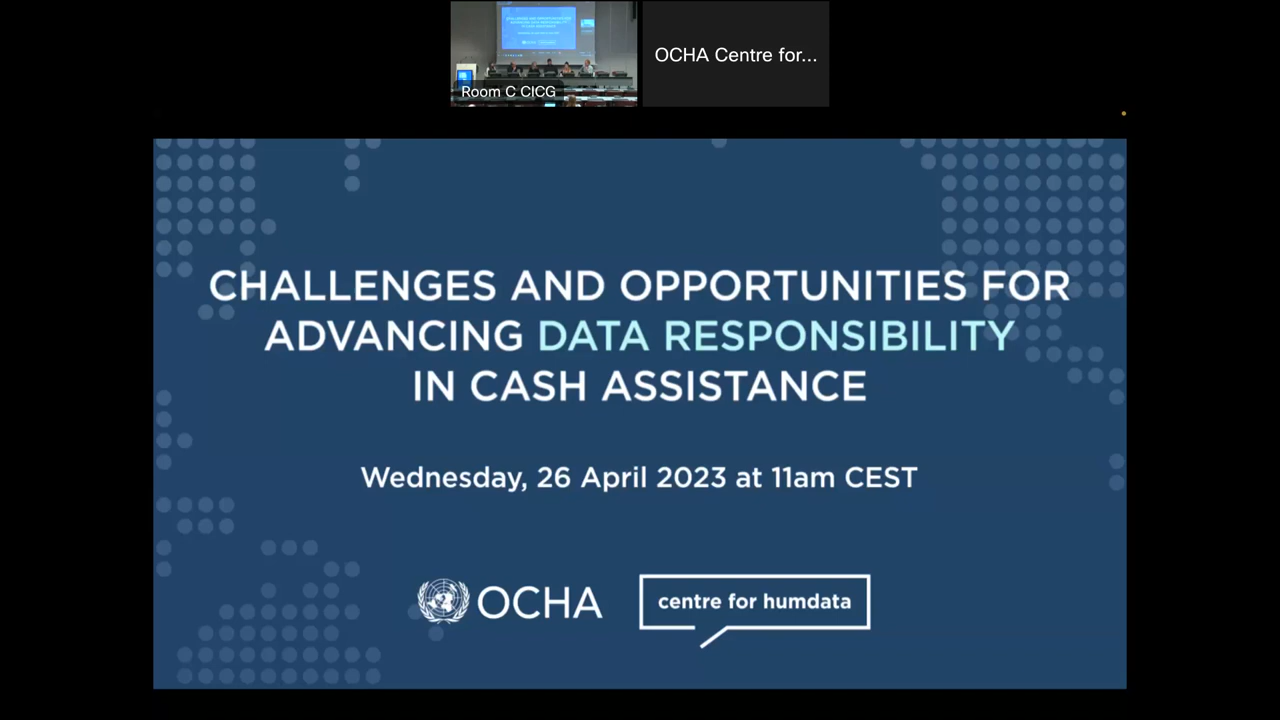 Room C CICG
OCHA Centre for...
CHALLENGES AND OPPORTUNITIES FOR
ADVANCING DATA RESPONSIBILITY
IN CASH ASSISTANCE
Wednesday, 26 April 2023 at 11am CEST
OCHA
centre for humdata